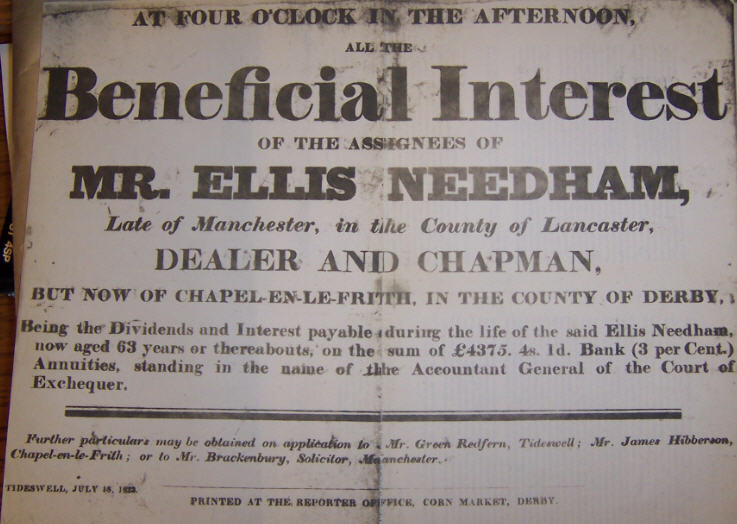 AT FOUR O'CLOCK IN THE AFTERNOON,
ALL THE
Beneficial Interest
OF THE ASSIGNEES OF
MR. ELLIS NEEDHAM,
Late of Manchester, in the County of Lancaster,
DEALER AND CHAPMAN,
BUT NOW OF CHAPEL-EN-LE-FRITH, IN THE COUNTY OF DERBY,
Being the Dividends and Interest payable during the life of the said Ellis Needham,
now aged 63 years or thereabouts, on the sum of £4375. 4s. 1d. Bank (3 per Cent.)
Annuities, standing in the name of the Accountant General of the Court of
Exchequer.
Further particulars may be obtained on application to Mr. Green Redfern, Tideswell; Mr. James Hibberson,
Chapel-en-le-Frith; or to Mr. Brackenbury, Solicitor, Manchester.
TIDESWELL, JULY
PRINTED AT THE REPORTER OFFICE, CORN MARKET, DERBY.
4SP